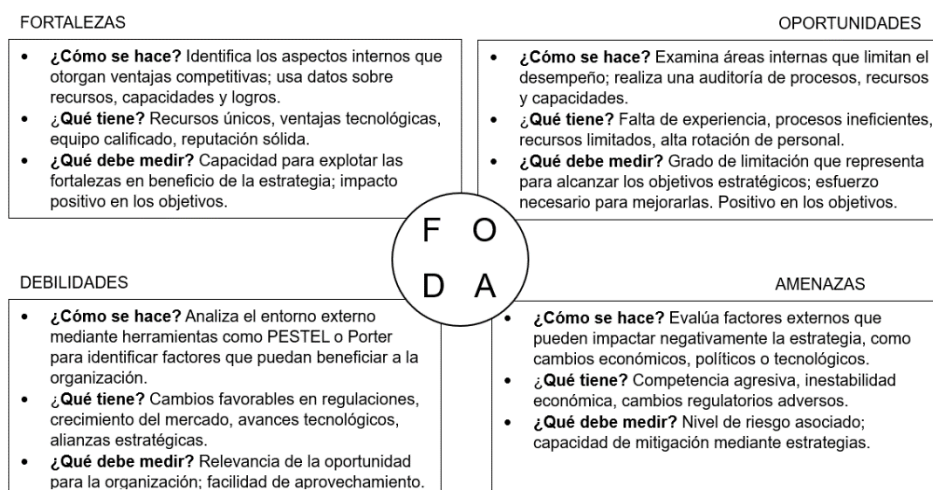 FORTALEZAS
• ¿Cómo se hace? Identifica los aspectos internos que
otorgan ventajas competitivas; usa datos sobre
recursos, capacidades y logros.
• ¿Qué tiene? Recursos únicos, ventajas tecnológicas,
equipo calificado, reputación sólida.
• ¿Qué debe medir? Capacidad para explotar las
fortalezas en beneficio de la estrategia; impacto
positivo en los objetivos.
OPORTUNIDADES
• ¿Cómo se hace? Examina áreas internas que limitan el
desempeño; realiza una auditoría de procesos, recursos
y capacidades.
• ¿Qué tiene? Falta de experiencia, procesos ineficientes,
recursos limitados, alta rotación de personal.
• ¿Qué debe medir? Grado de limitación que representa
para alcanzar los objetivos estratégicos; esfuerzo
necesario para mejorarlas. Positivo en los objetivos.
F O
D A
DEBILIDADES
• ¿Cómo se hace? Analiza el entorno externo
mediante herramientas como PESTEL o Porter
para identificar factores que puedan beneficiar a la
organización.
• ¿Qué tiene? Cambios favorables en regulaciones,
crecimiento del mercado, avances tecnológicos,
alianzas estratégicas.
• ¿Qué debe medir? Relevancia de la oportunidad
para la organización; facilidad de aprovechamiento.
AMENAZAS
• ¿Cómo se hace? Evalúa factores externos que
pueden impactar negativamente la estrategia, como
cambios económicos, políticos o tecnológicos.
• ¿Qué tiene? Competencia agresiva, inestabilidad
económica, cambios regulatorios adversos.
• ¿Qué debe medir? Nivel de riesgo asociado;
capacidad de mitigación mediante estrategias.